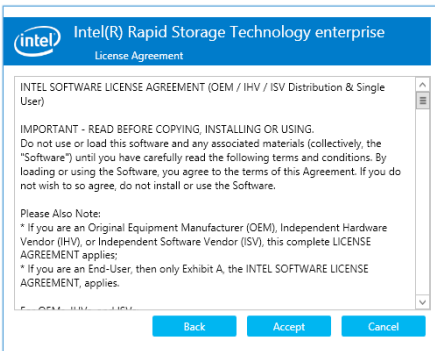 intel
Intel(R) Rapid Storage Technology enterprise
License Agreement
INTEL SOFTWARE LICENSE AGREEMENT (OEM / IHV / ISV Distribution & Single
User)
IMPORTANT - READ BEFORE COPYING, INSTALLING OR USING.
Do not use or load this software and any associated materials (collectively, the
"Software") until you have carefully read the following terms and conditions. By
loading or using the Software, you agree to the terms of this Agreement. If you do
not wish to so agree, do not install or use the Software.
Please Also Note:
* If you are an Original Equipment Manufacturer (OEM), Independent Hardware
Vendor (IHV), or Independent Software Vendor (ISV), this complete LICENSE
AGREEMENT applies;
* If you are an End-User, then only Exhibit A, the INTEL SOFTWARE LICENSE
AGREEMENT, applies.
Back Accept Cancel